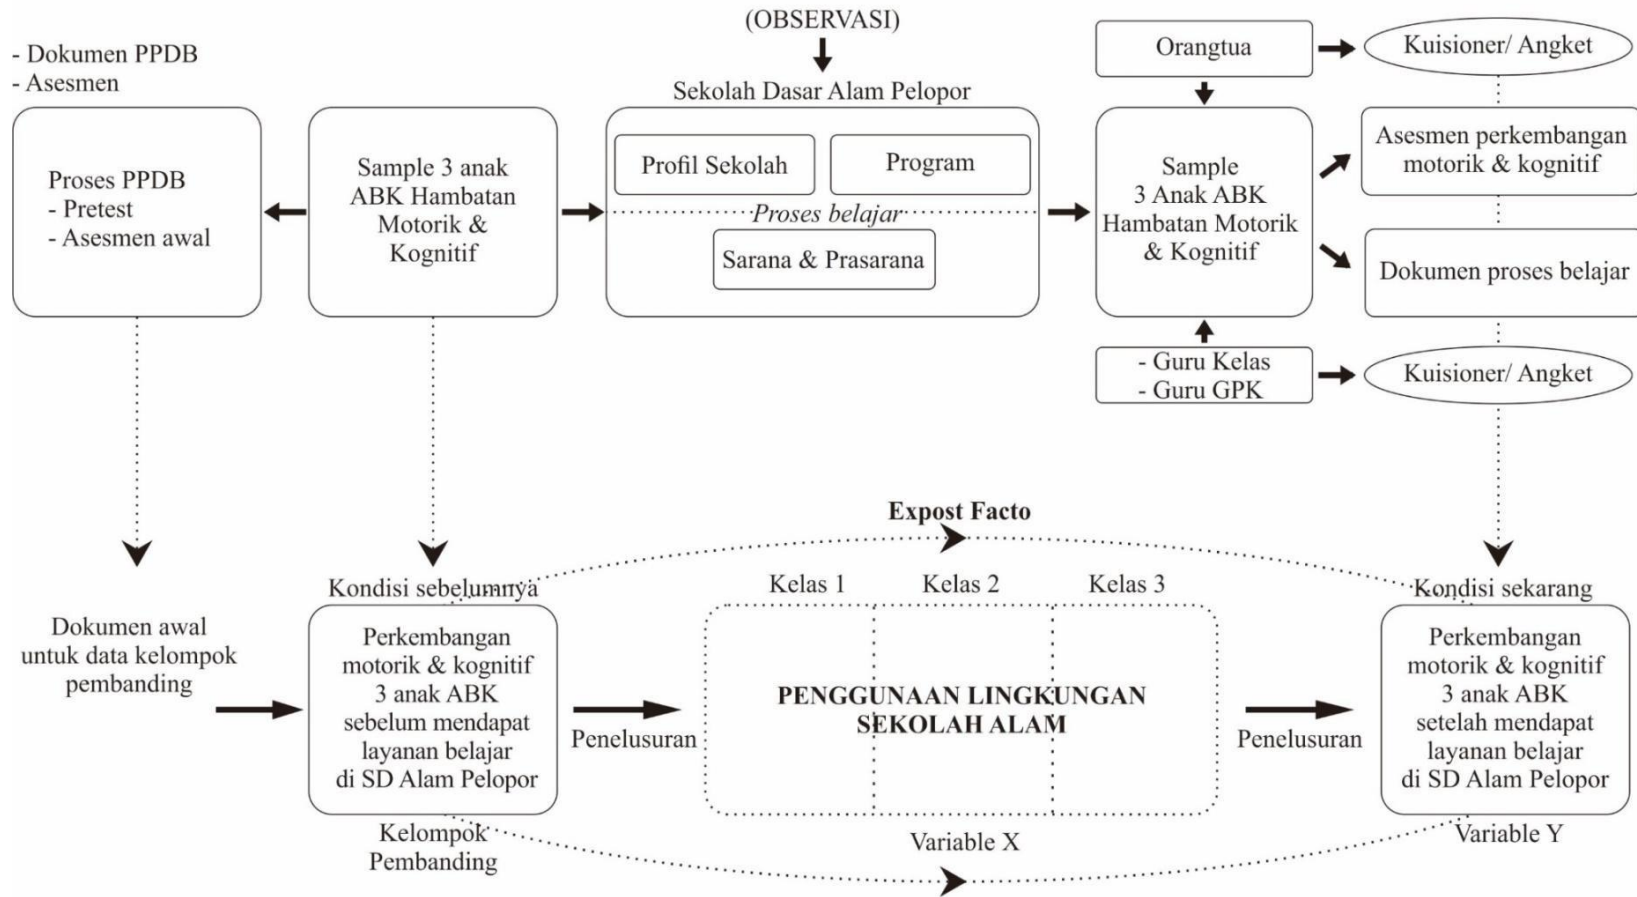 (OBSERVASI)
- Dokumen PPDB
- Asesmen
Sekolah Dasar Alam Pelopor
Proses PPDB
- Pretest
- Asesmen awal
Sample 3 anak
ABK Hambatan
Motorik &
Kognitif
Profil Sekolah
Program
Proses belajar
Sarana & Prasarana
Orangtua
Kuisioner/ Angket
Sample
3 Anak ABK
Hambatan Motorik
& Kognitif
Asesmen perkembangan
motorik & kognitif
Dokumen proses belajar
- Guru Kelas
- Guru GPK
Kuisioner/ Angket
Expost Facto
Dokumen awal
untuk data kelompok
pembanding
Kondisi sebelumnya
Perkembangan
motorik & kognitif
3 anak ABK
sebelum mendapat
layanan belajar
di SD Alam Pelopor
Kelompok
Pembanding
Penelusuran
Kelas 1
Kelas 2
Kelas 3
PENGGUNAAN LINGKUNGAN
SEKOLAH ALAM
Variable X
Penelusuran
Kondisi sekarang
Perkembangan
motorik & kognitif
3 anak ABK
setelah mendapat
layanan belajar
di SD Alam Pelopor
Variable Y